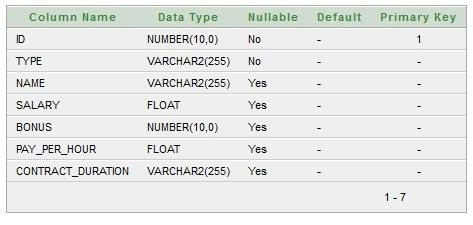 Column Name Data Type Nullable Default Primary Key
ID NUMBER(10,0) No - 1
TYPE VARCHAR2(255) No - -
NAME VARCHAR2(255) Yes - -
SALARY FLOAT Yes - -
BONUS NUMBER(10,0) Yes - -
PAY_PER_HOUR FLOAT Yes - -
CONTRACT_DURATION VARCHAR2(255) Yes - -
1 - 7